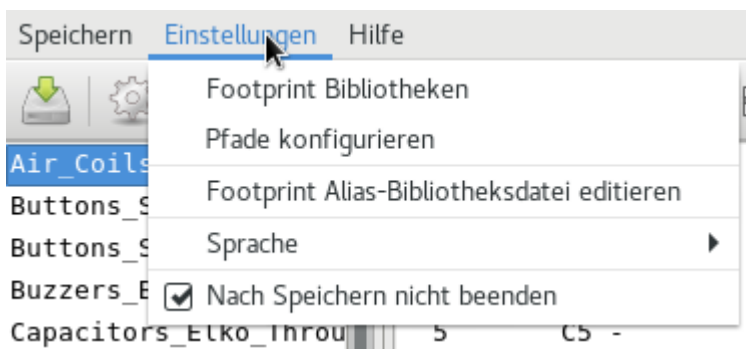 Speichern Einstellungen Hilfe
Footprint Bibliotheken
Pfade konfigurieren
Air_Coils
Footprint Alias-Bibliotheksdatei editieren
Buttons_S
Buttons_S
Sprache
Buzzers_E
Nach Speichern nicht beenden
Capacitors_Elko_Throu 5 C5 -